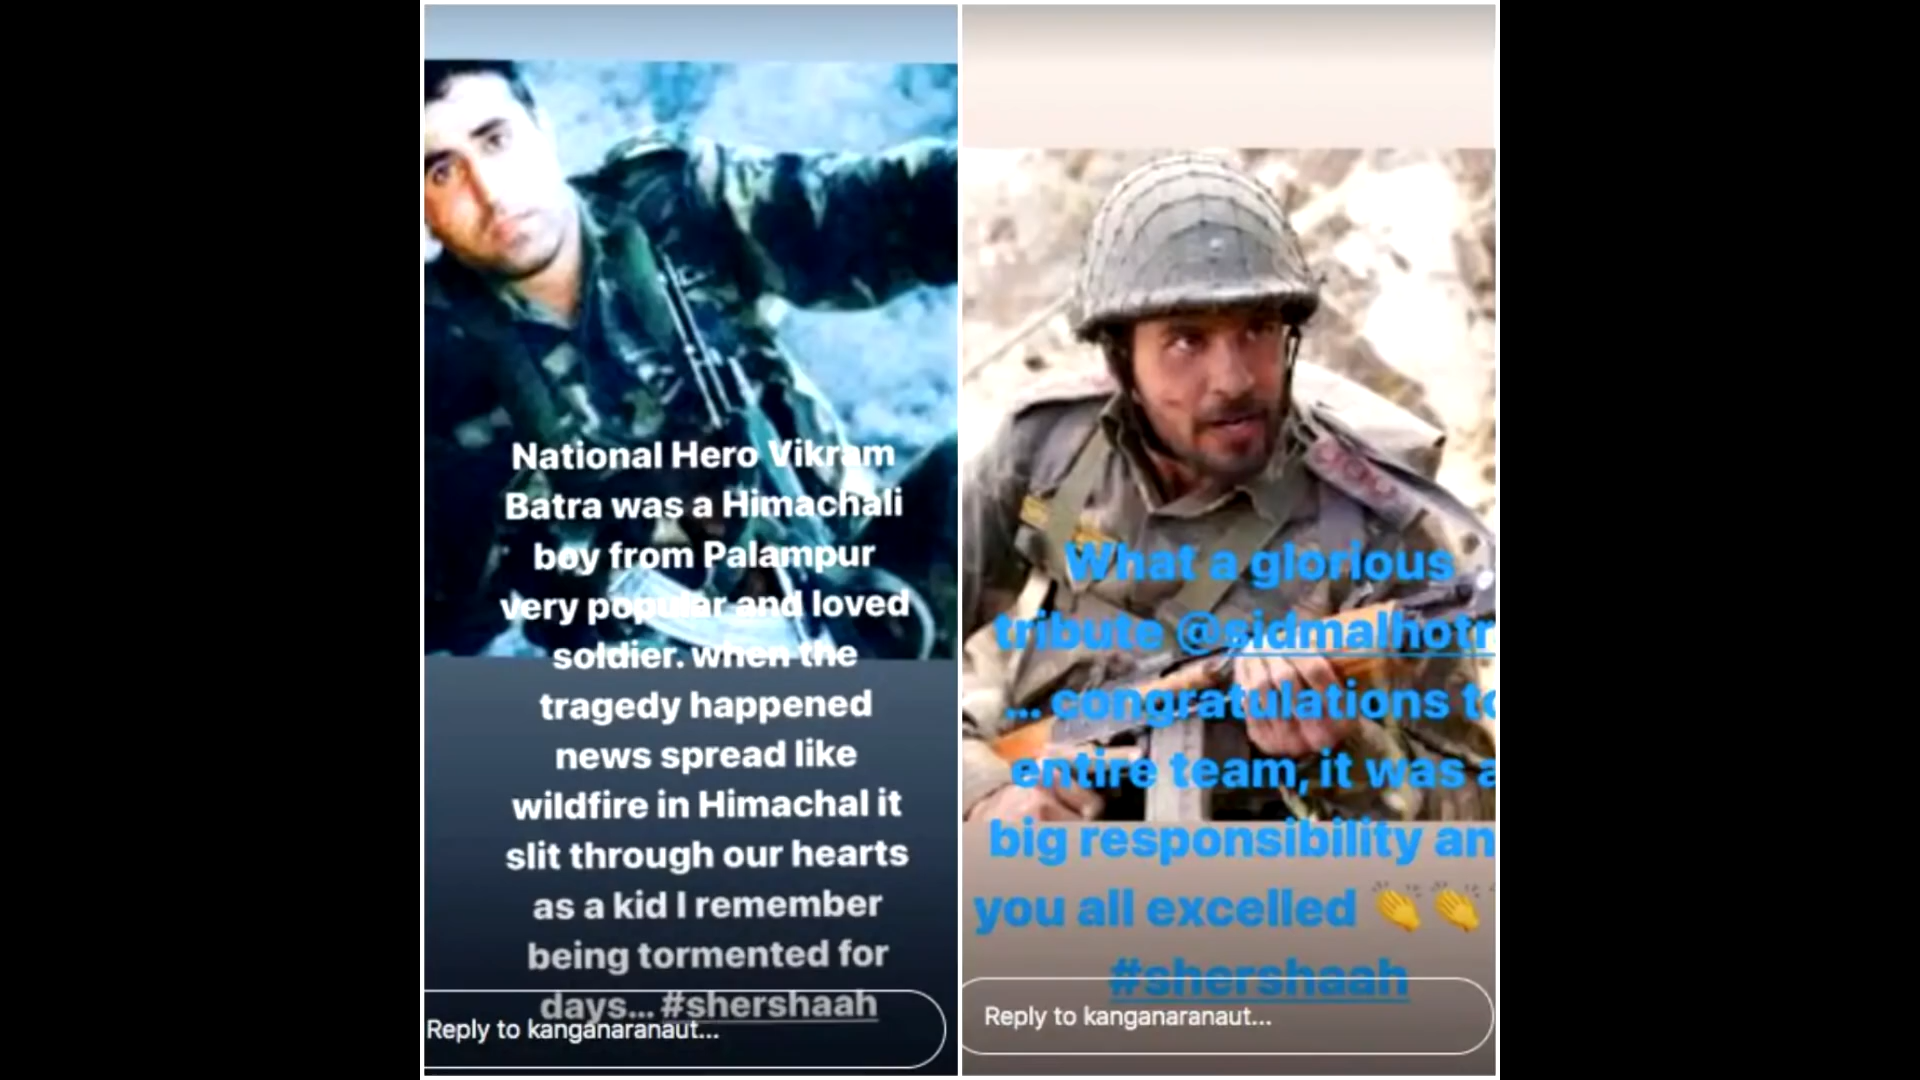 National Hero Vikram
Batra was a Himachali
boy from Palampur
very popular and loved
soldier. when the
tragedy happened
news spread like
wildfire in Himachal it
slit through our hearts
as a kid I remember
being tormented for
days... #shershaah
Reply to kanganaranaut...
What a glorious
tribute @sidmalhotr
... congratulations to
entire team, it was a
big responsibility an
you all excelled 👏👏
#shershaah
Reply to kanganaranaut...